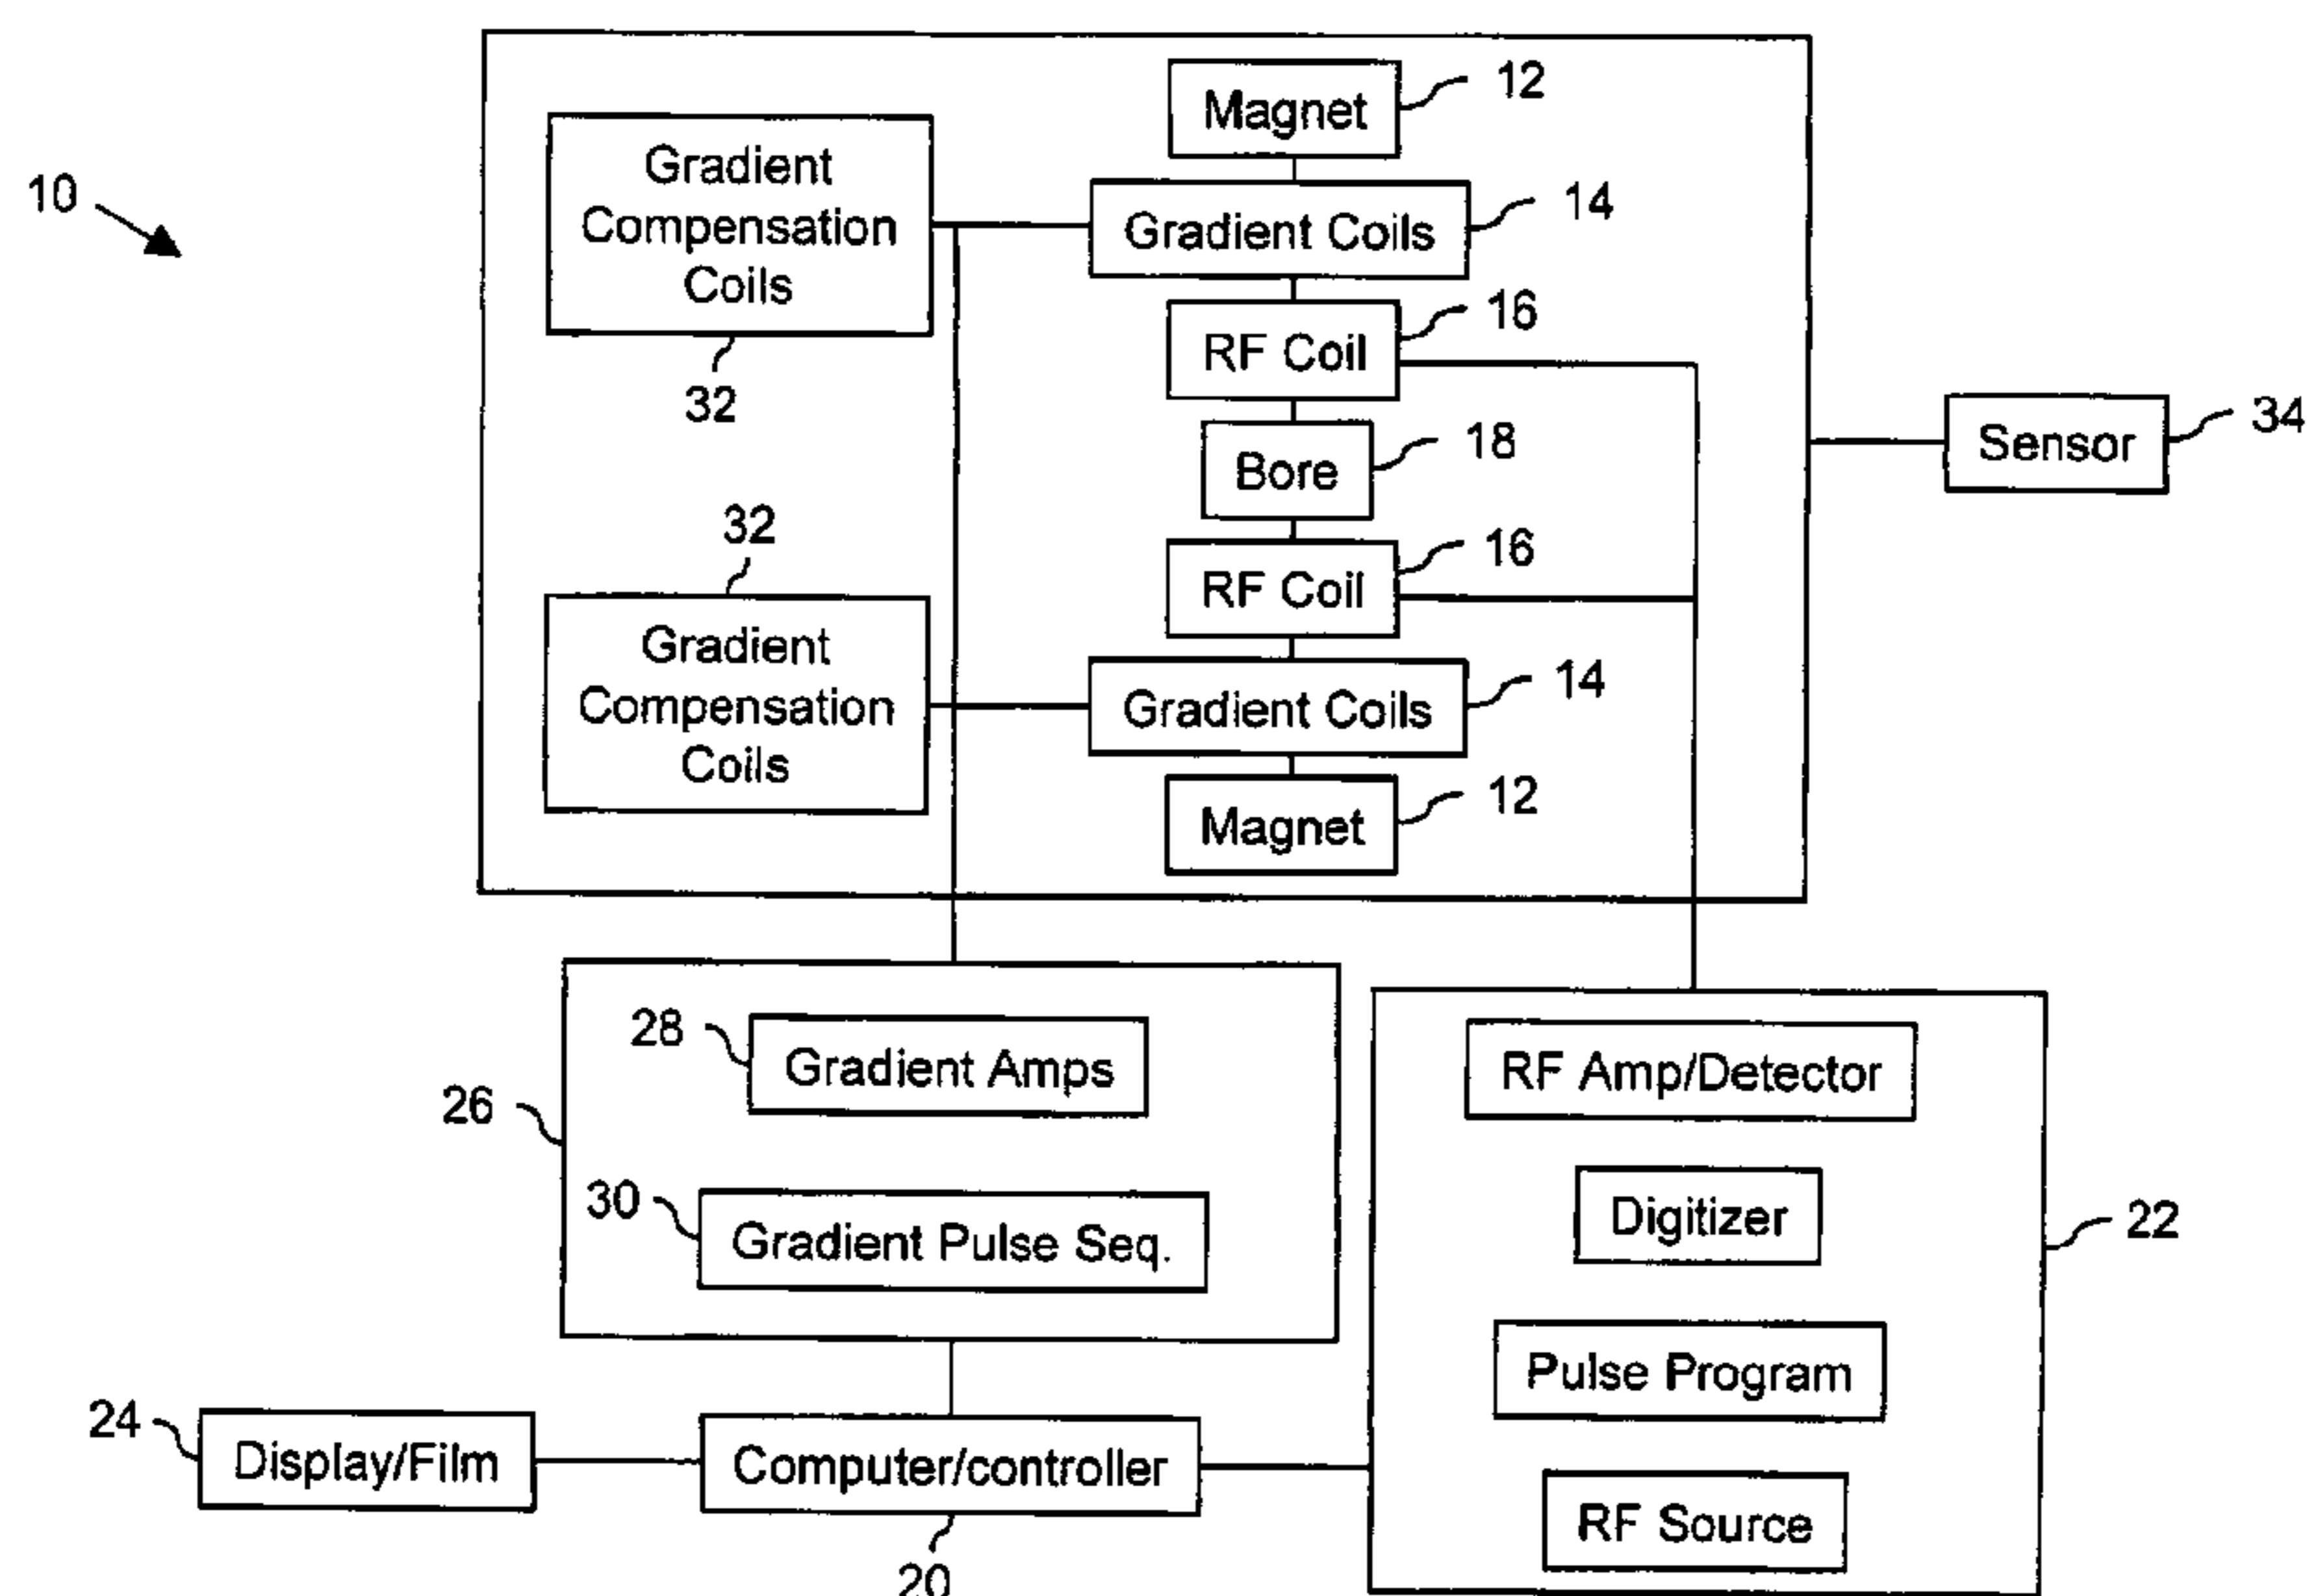 10
Gradient
Compensation
Coils
32
Magnet
12
Gradient Coils
14
RF Coil
16
Bore
18
Sensor
34
32
Gradient
Compensation
Coils
RF Coil
16
Gradient Coils
14
Magnet
12
26
28
Gradient Amps
30
Gradient Pulse Seq.
RF Amp/Detector
Digitizer
22
Pulse Program
RF Source
24
Display/Film
Computer/controller
20